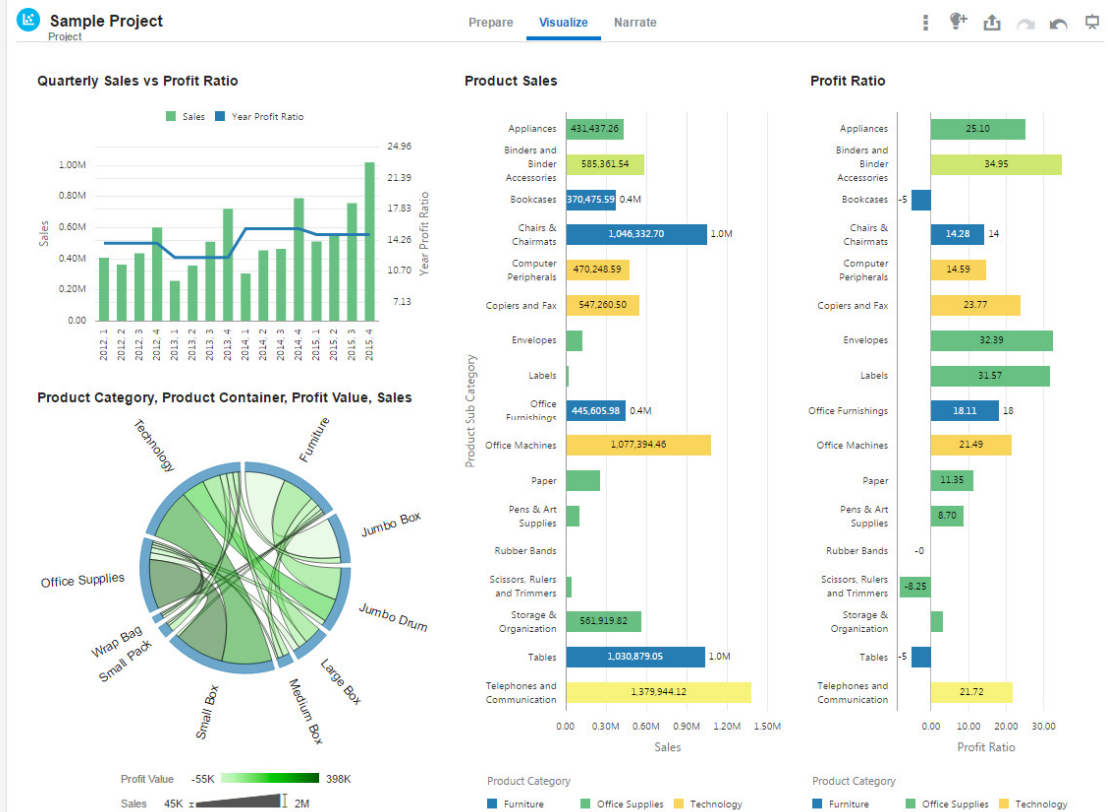 Sample Project
Project
Prepare
Visualize
Narrate
Quarterly Sales vs Profit Ratio
Sales
Year Profit Ratio
24.96
1.00M
21.39
0.80M
17.83
0.60M
14.26
0.40M
10.70
0.20M
7.13
0.00
Sales
Year Profit Ratio
2012. 1
2012. 2
2012. 3
2012. 4
2013. 1
2013. 2
2013. 3
2013. 4
2014. 1
2014. 2
2014. 3
2014. 4
2015. 1
2015. 2
2015. 3
2015. 4
Product Category, Product Container, Profit Value, Sales
Technology
Furniture
Jumbo Box
Jumbo Drum
Large Box
Medium Box
Small Box
Small Pack
Wrap Bag
Office Supplies
Profit Value
-55K
398K
Sales
45K
2M
Product Sales
Product Sub Category
Appliances
431,437.26
Binders and
Binder
Accessories
585,361.54
Bookcases
370,475.59
0.4M
Chairs &
Chairmats
1,046,332.70
1.0M
Computer
Peripherals
470,248.59
Copiers and Fax
547,260.50
Envelopes
Labels
Office
Furnishings
445,605.98
0.4M
Office Machines
1,077,394.46
Paper
Pens & Art
Supplies
Rubber Bands
Scissors, Rulers
and Trimmers
Storage &
Organization
561,919.82
Tables
1,030,879.05
1.0M
Telephones and
Communication
1,379,944.12
0.00
0.30M
0.60M
0.90M
1.20M
1.50M
Sales
Product Category
Furniture
Office Supplies
Technology
Profit Ratio
Appliances
25.10
Binders and
Binder
Accessories
34.95
Bookcases
-5
Chairs &
Chairmats
14.28
14
Computer
Peripherals
14.59
Copiers and Fax
23.77
Envelopes
32.39
Labels
31.57
Office Furnishings
18.11
18
Office Machines
21.49
Paper
11.35
Pens & Art
Supplies
8.70
Rubber Bands
-0
Scissors, Rulers
and Trimmers
-8.25
Storage &
Organization
Tables
-5
Telephones and
Communication
21.72
0.00
10.00
20.00
30.00
Profit Ratio
Product Category
Furniture
Office Supplies
Technology